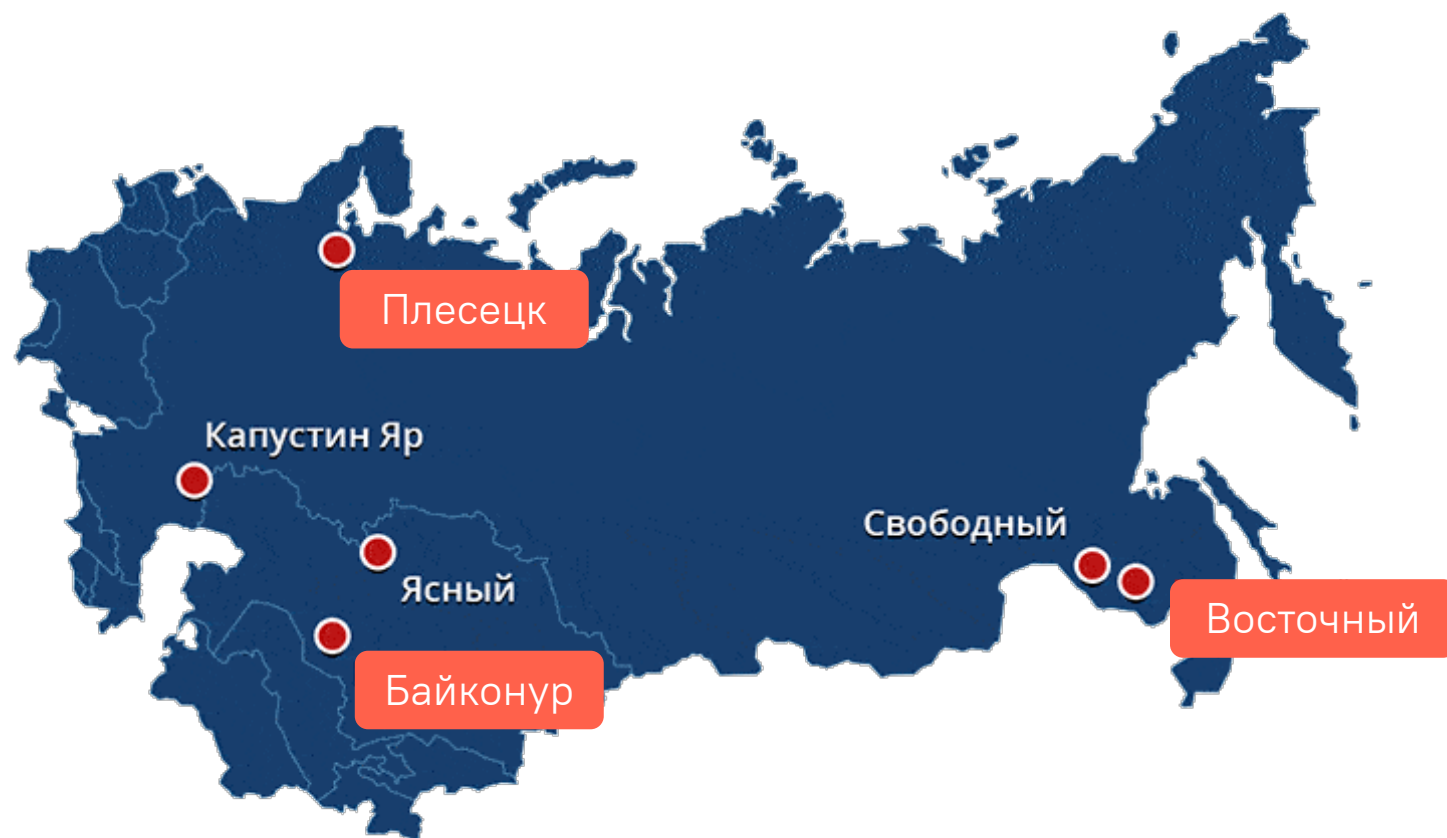 Плесецк
Капустин Яр
Свободный
Ясный
Восточный
Байконур